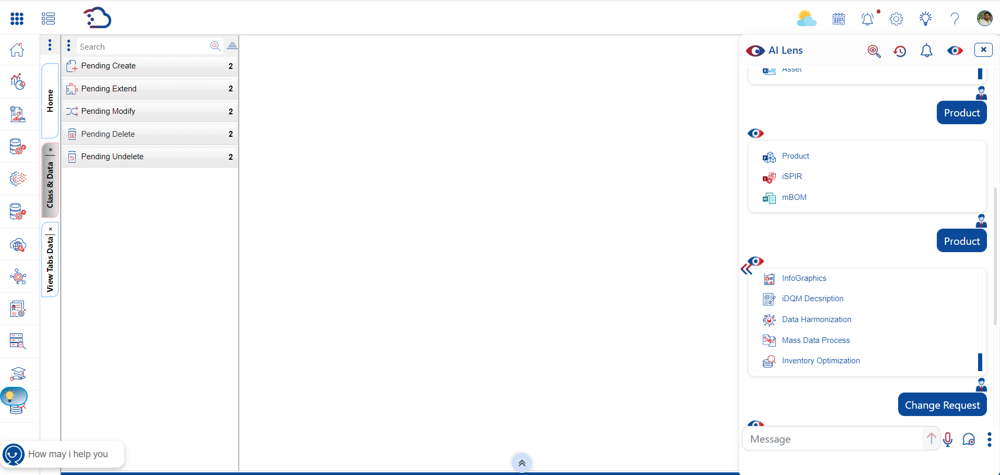 Search
Pending Create 2
Pending Extend 2
Pending Modify 2
Pending Delete 2
Pending Undelete 2
Home
Class & Data
View Tabs Data
How may i help you
AI Lens
Asset
Product
Product
iSPIR
mBOM
Product
InfoGraphics
iDQM Decsription
Data Harmonization
Mass Data Process
Inventory Optimization
Change Request
Message